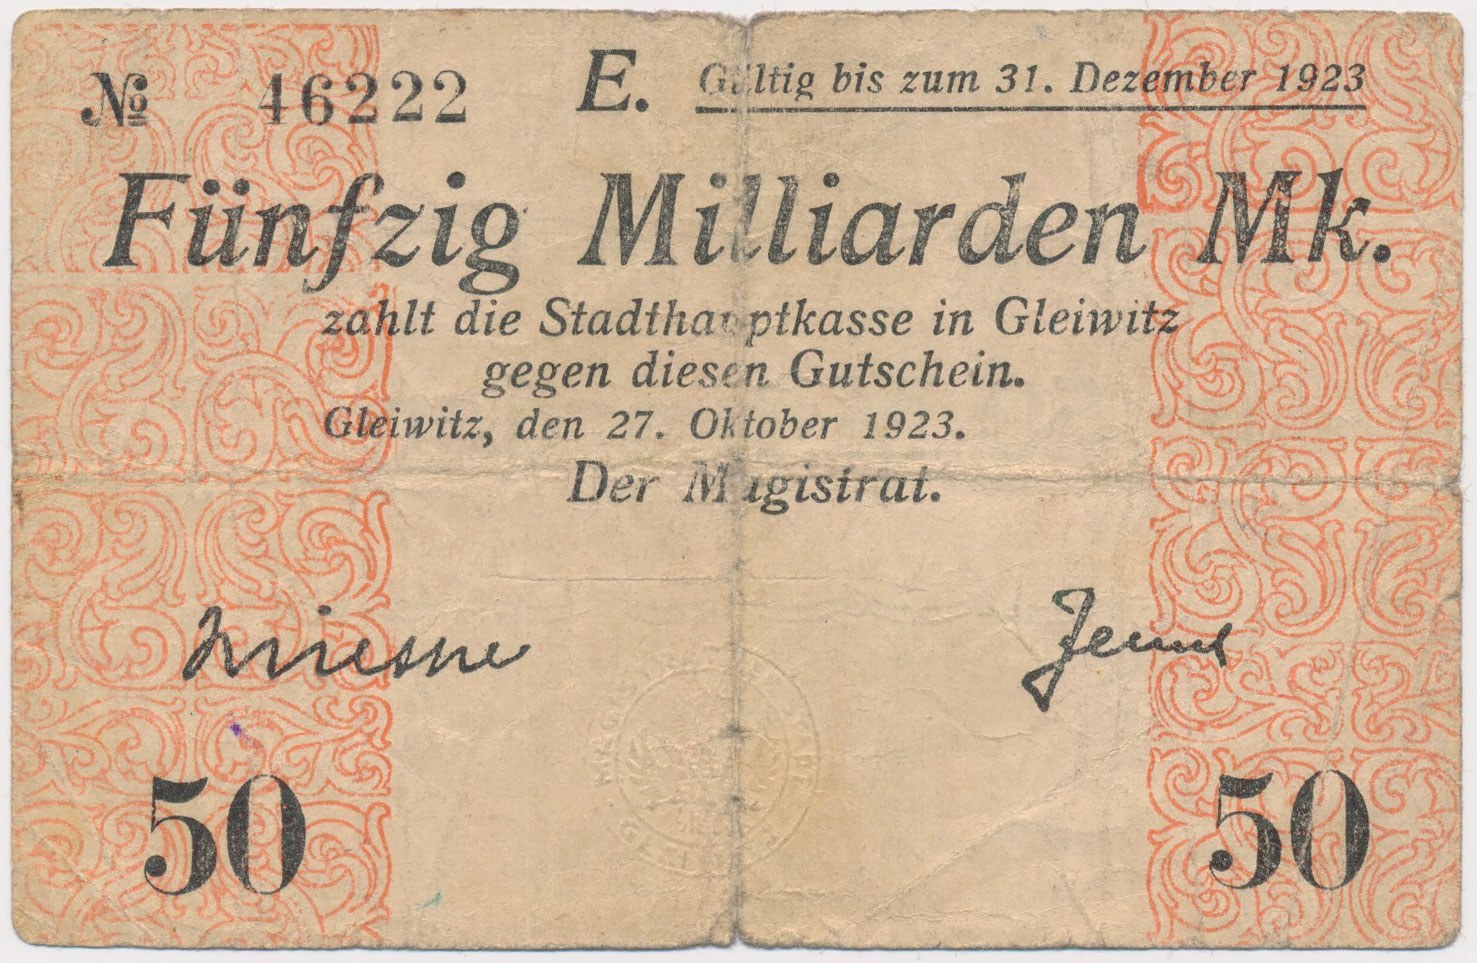 № 46222 E. Gültig bis zum 31. Dezember 1923
Fünfzig Milliarden Mk.
zahlt die Stadthauptkasse in Gleiwitz
gegen diesen Gutschein.
Gleiwitz, den 27. Oktober 1923.
Der Magistrat.
50 50